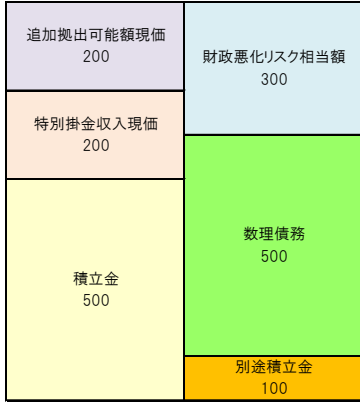 追加拠出可能額現価
200
特別掛金収入現価
200
積立金
500
財政悪化リスク相当額
300
数理債務
500
別途積立金
100